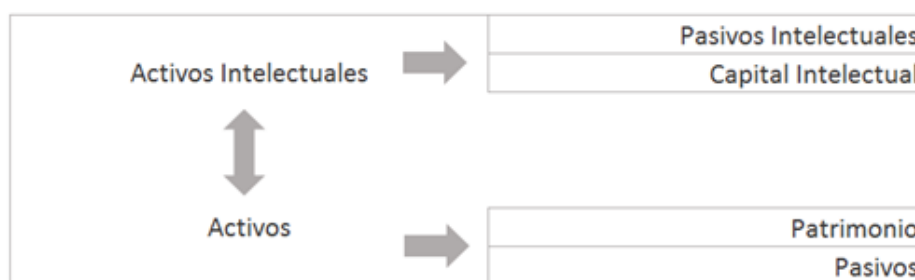 Pasivos Intelectuales
Activos Intelectuales
Capital Intelectual
Activos
Patrimonio
Pasivos